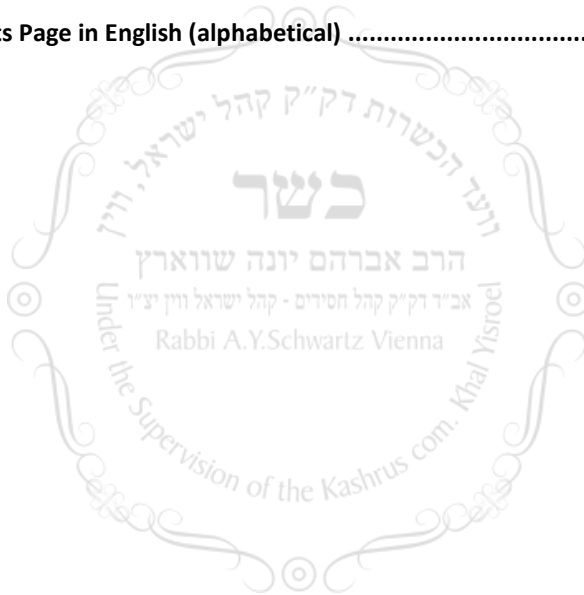 ts Page in English (alphabetical) ..................................
וועד הכשרות דק״ק קהל ישראל, ווין
כשר
הרב אברהם יונה שווארץ
אב״ד דק״ק קהל חסידים - קהל ישראל ווין יצ״ו
Rabbi A.Y.Schwartz Vienna
Under the Supervision of the Kashrus com. Khal Yisroel